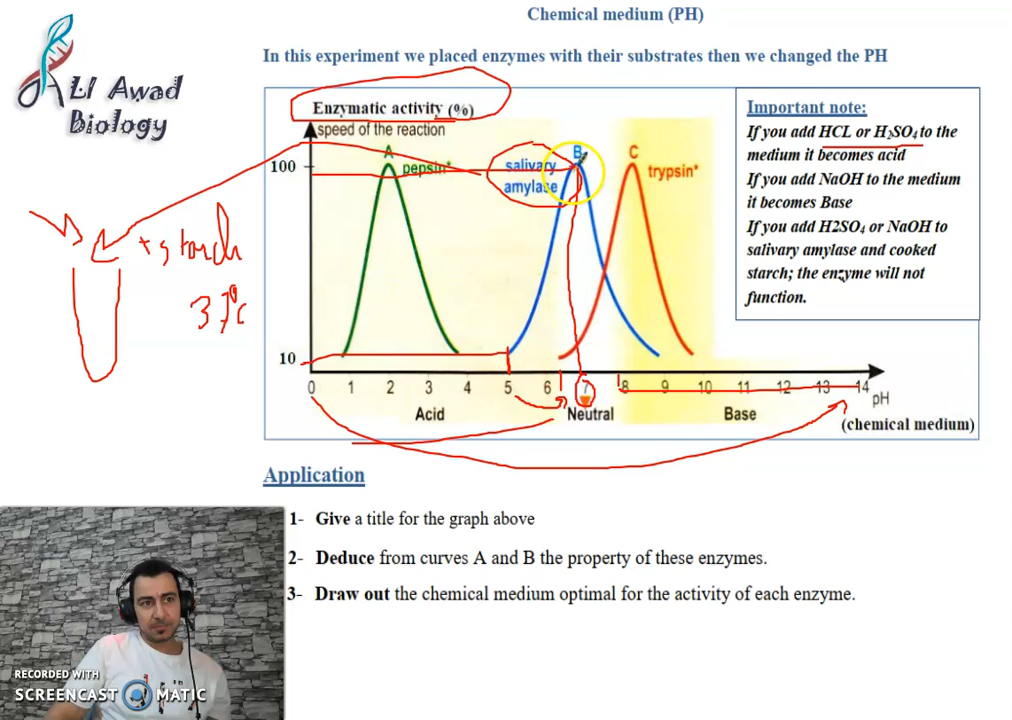 Chemical medium (PH)
ALI Awad
Biology
In this experiment we placed enzymes with their substrates then we changed the PH
Enzymatic activity (%)
speed of the reaction
100
A
pepsin*
salivary
amylase
B
C
trypsin*
Important note:
If you add HCL or H₂SO₄ to the
medium it becomes acid
If you add NaOH to the medium
it becomes Base
If you add H2SO₄ or NaOH to
salivary amylase and cooked
starch; the enzyme will not
function.
+ starch
37°C
10
0 1 2 3 4 5 6 7 8 9 10 11 12 13 14
pH
Acid Neutral Base
(chemical medium)
Application
1- Give a title for the graph above
2- Deduce from curves A and B the property of these enzymes.
3- Draw out the chemical medium optimal for the activity of each enzyme.
RECORDED WITH
SCREENCAST MATIC